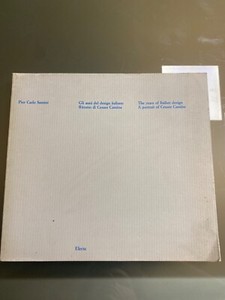 Pier Carlo Santini
Gli anni del design italiano
Ritratto di Cesare Cassina
The years of Italian design
A portrait of Cesare Cassina
Electa